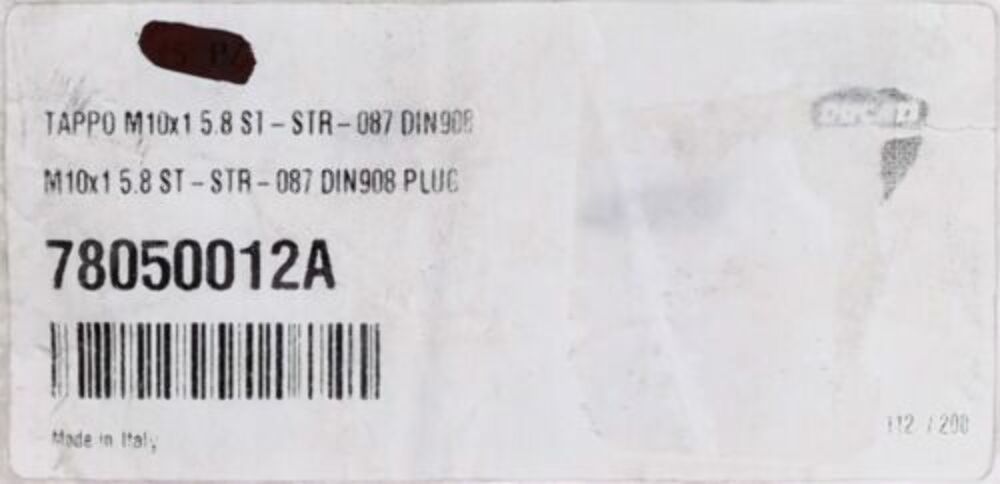 TAPPO M10x1 5.8 ST – STR – 087 DIN908
M10x1 5.8 ST – STR – 087 DIN908 PLUG
78050012A
Made in Italy
112 / 200